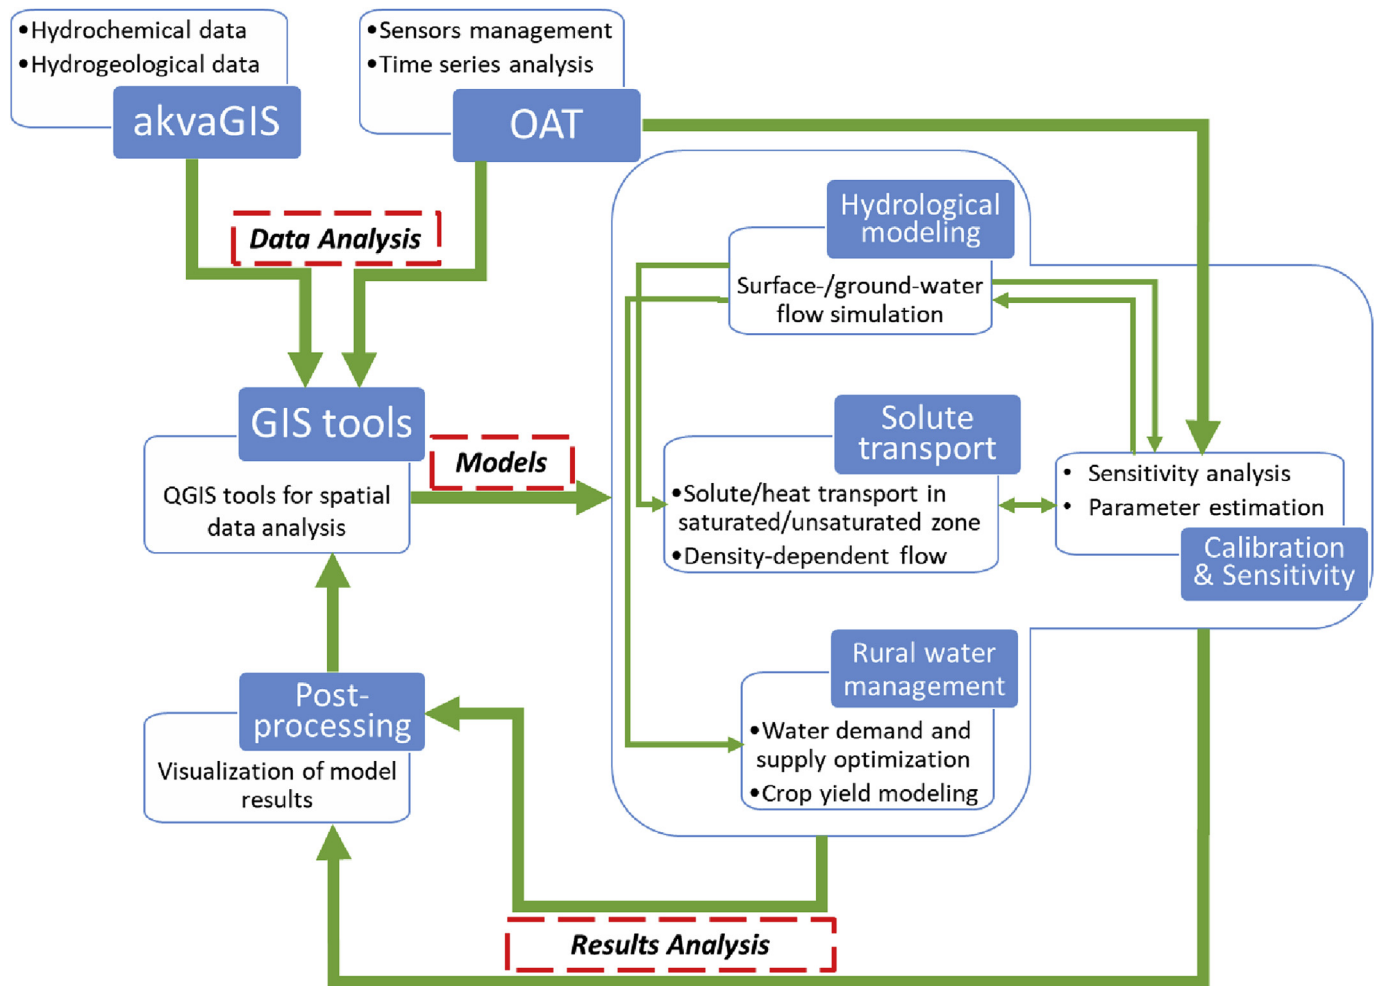 •Hydrochemical data
•Hydrogeological data
akvaGIS
•Sensors management
•Time series analysis
OAT
Data Analysis
GIS tools
QGIS tools for spatial
data analysis
Models
Hydrological
modeling
Surface-/ground-water
flow simulation
Solute
transport
•Solute/heat transport in
saturated/unsaturated zone
•Density-dependent flow
• Sensitivity analysis
• Parameter estimation
Calibration
& Sensitivity
Rural water
management
•Water demand and
supply optimization
•Crop yield modeling
Post-
processing
Visualization of model
results
Results Analysis